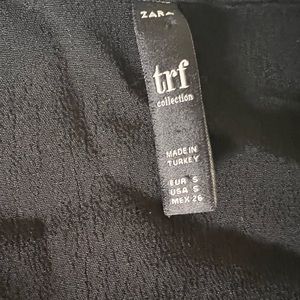 ZARA
trf
collection
MADE IN
TURKEY
EUR S
USA S
MEX 26